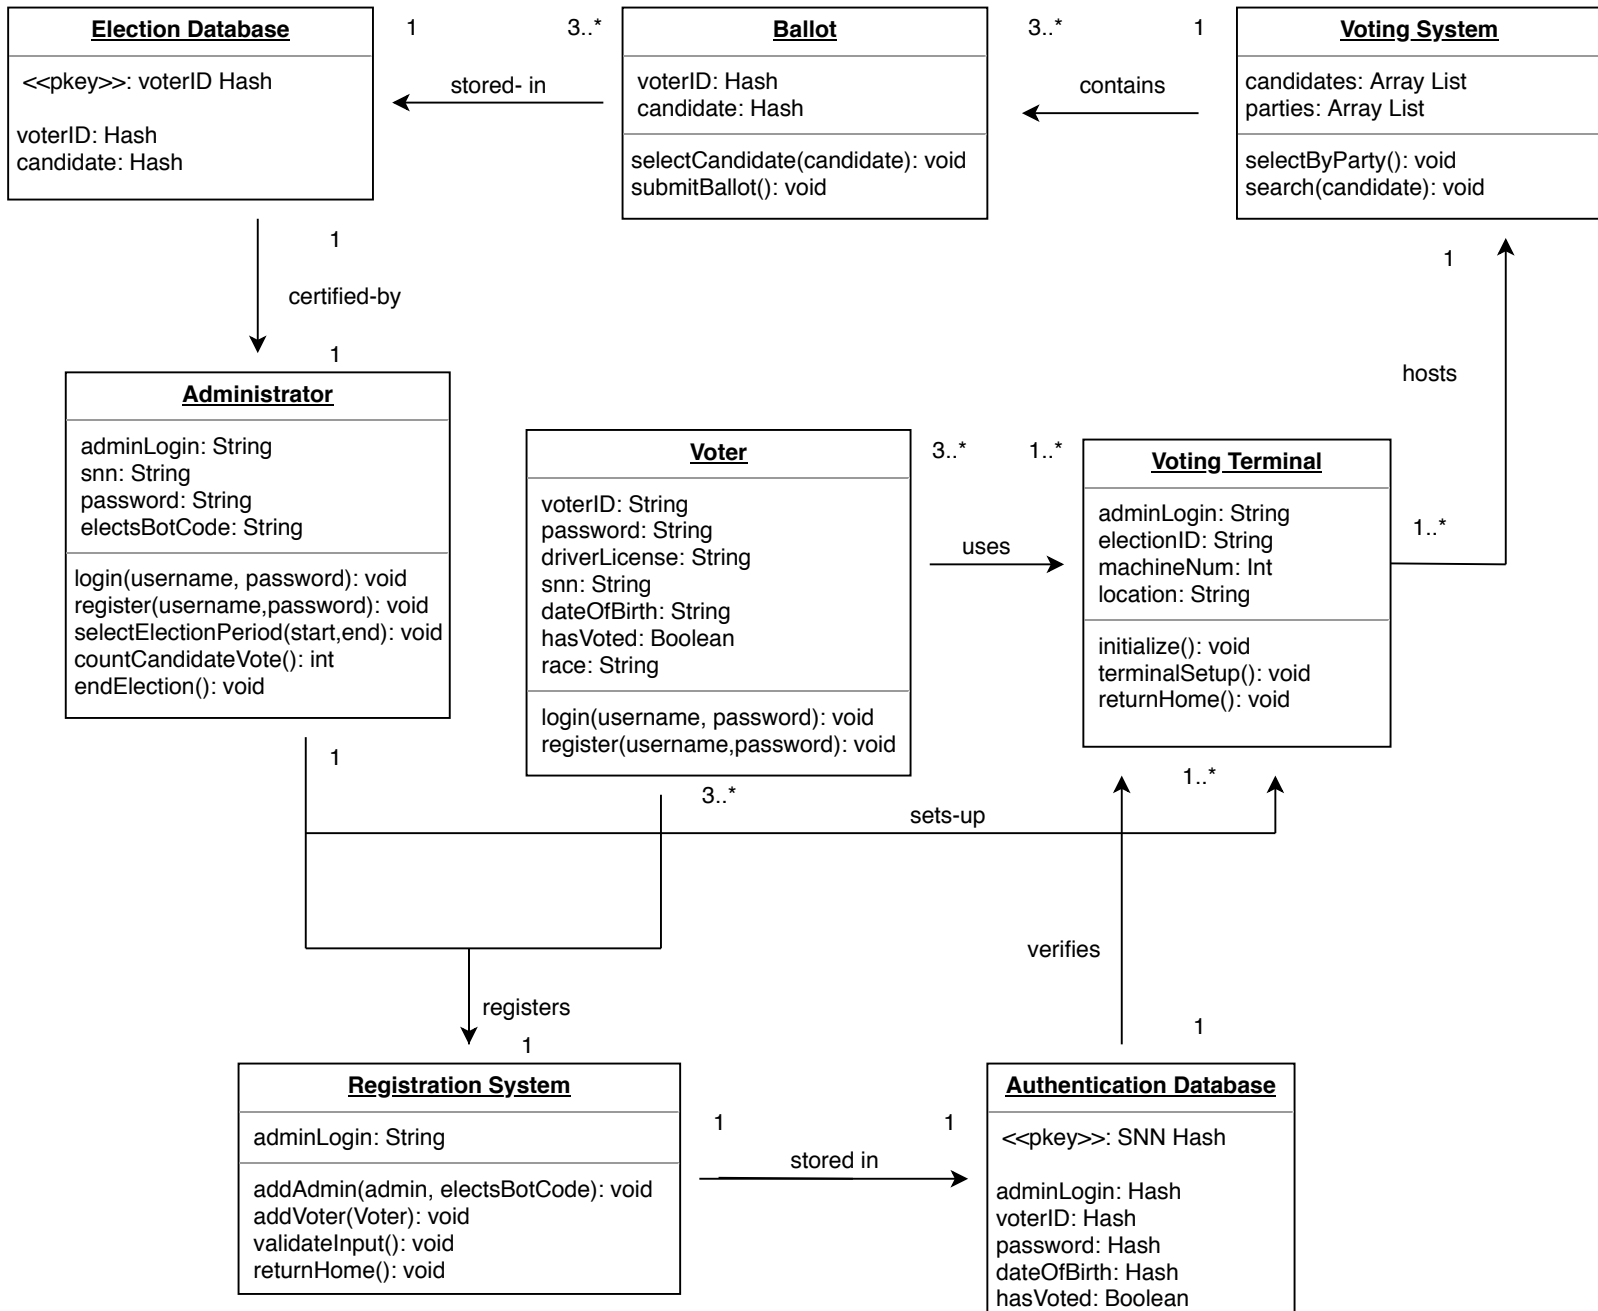 Election Database
<<pkey>>: voterID Hash
voterID: Hash
candidate: Hash
1
3..*
stored- in
Ballot
voterID: Hash
candidate: Hash
selectCandidate(candidate): void
submitBallot(): void
3..*
1
contains
Voting System
candidates: Array List
parties: Array List
selectByParty(): void
search(candidate): void
1
certified-by
1
1
hosts
1..*
Administrator
adminLogin: String
snn: String
password: String
electsBotCode: String
login(username, password): void
register(username,password): void
selectElectionPeriod(start,end): void
countCandidateVote(): int
endElection(): void
Voter
voterID: String
password: String
driverLicense: String
snn: String
dateOfBirth: String
hasVoted: Boolean
race: String
login(username, password): void
register(username,password): void
3..*
1..*
uses
Voting Terminal
adminLogin: String
electionID: String
machineNum: Int
location: String
initialize(): void
terminalSetup(): void
returnHome(): void
1
3..*
1..*
sets-up
verifies
registers
1
1
Registration System
adminLogin: String
addAdmin(admin, electsBotCode): void
addVoter(Voter): void
validateInput(): void
returnHome(): void
1
1
stored in
Authentication Database
<<pkey>>: SNN Hash
adminLogin: Hash
voterID: Hash
password: Hash
dateOfBirth: Hash
hasVoted: Boolean